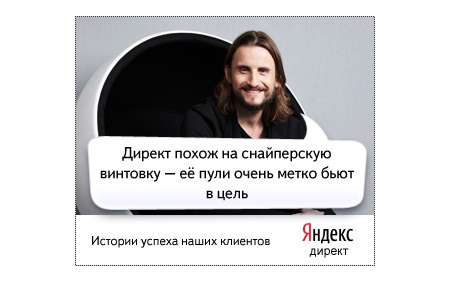 Директ похож на снайперскую
винтовку — её пули очень метко бьют
в цель
Истории успеха наших клиентов
Яндекс
директ